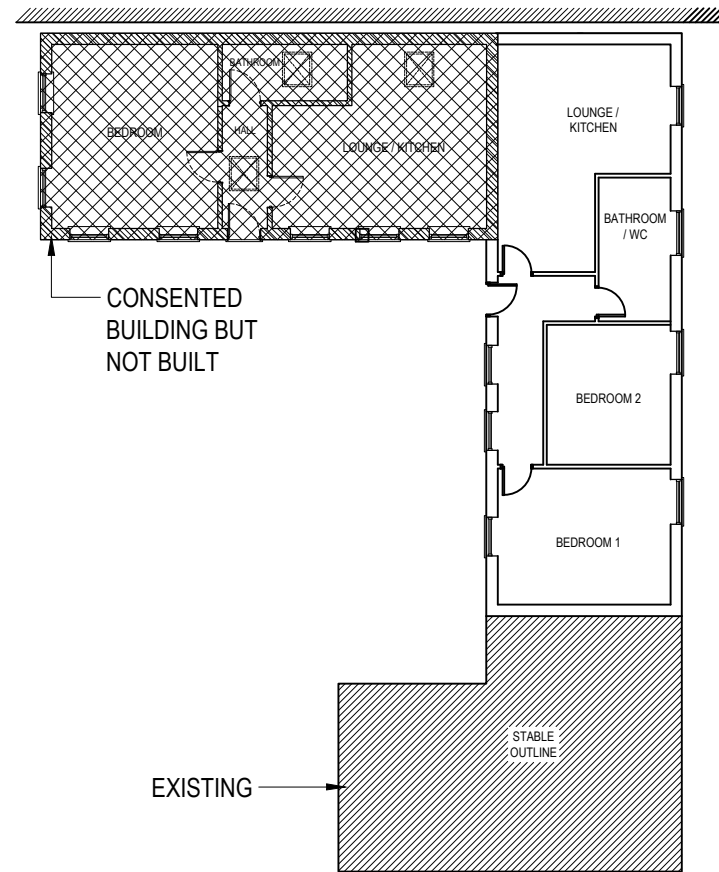 BATHROOM
BEDROOM
HALL
LOUNGE / KITCHEN
LOUNGE /
KITCHEN
BATHROOM
/ WC
CONSENTED
BUILDING BUT
NOT BUILT
BEDROOM 2
BEDROOM 1
STABLE
OUTLINE
EXISTING